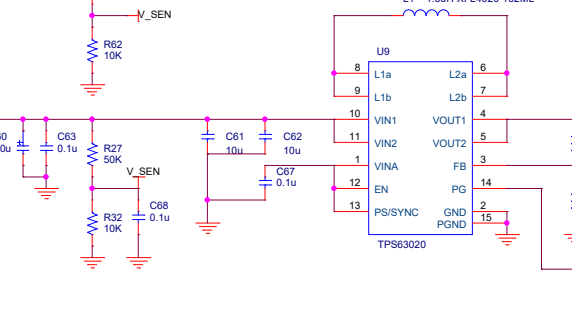 V_SEN
R62
10K
U9
8
L1a
L2a
6
9
L1b
L2b
7
10
VIN1
VOUT1
4
11
VIN2
VOUT2
5
1
VINA
FB
3
12
EN
PG
14
13
PS/SYNC
GND
2
PGND
15
TPS63020
C63
0.1u
R27
50K
V_SEN
R32
10K
C68
0.1u
C61
10u
C62
10u
C67
0.1u